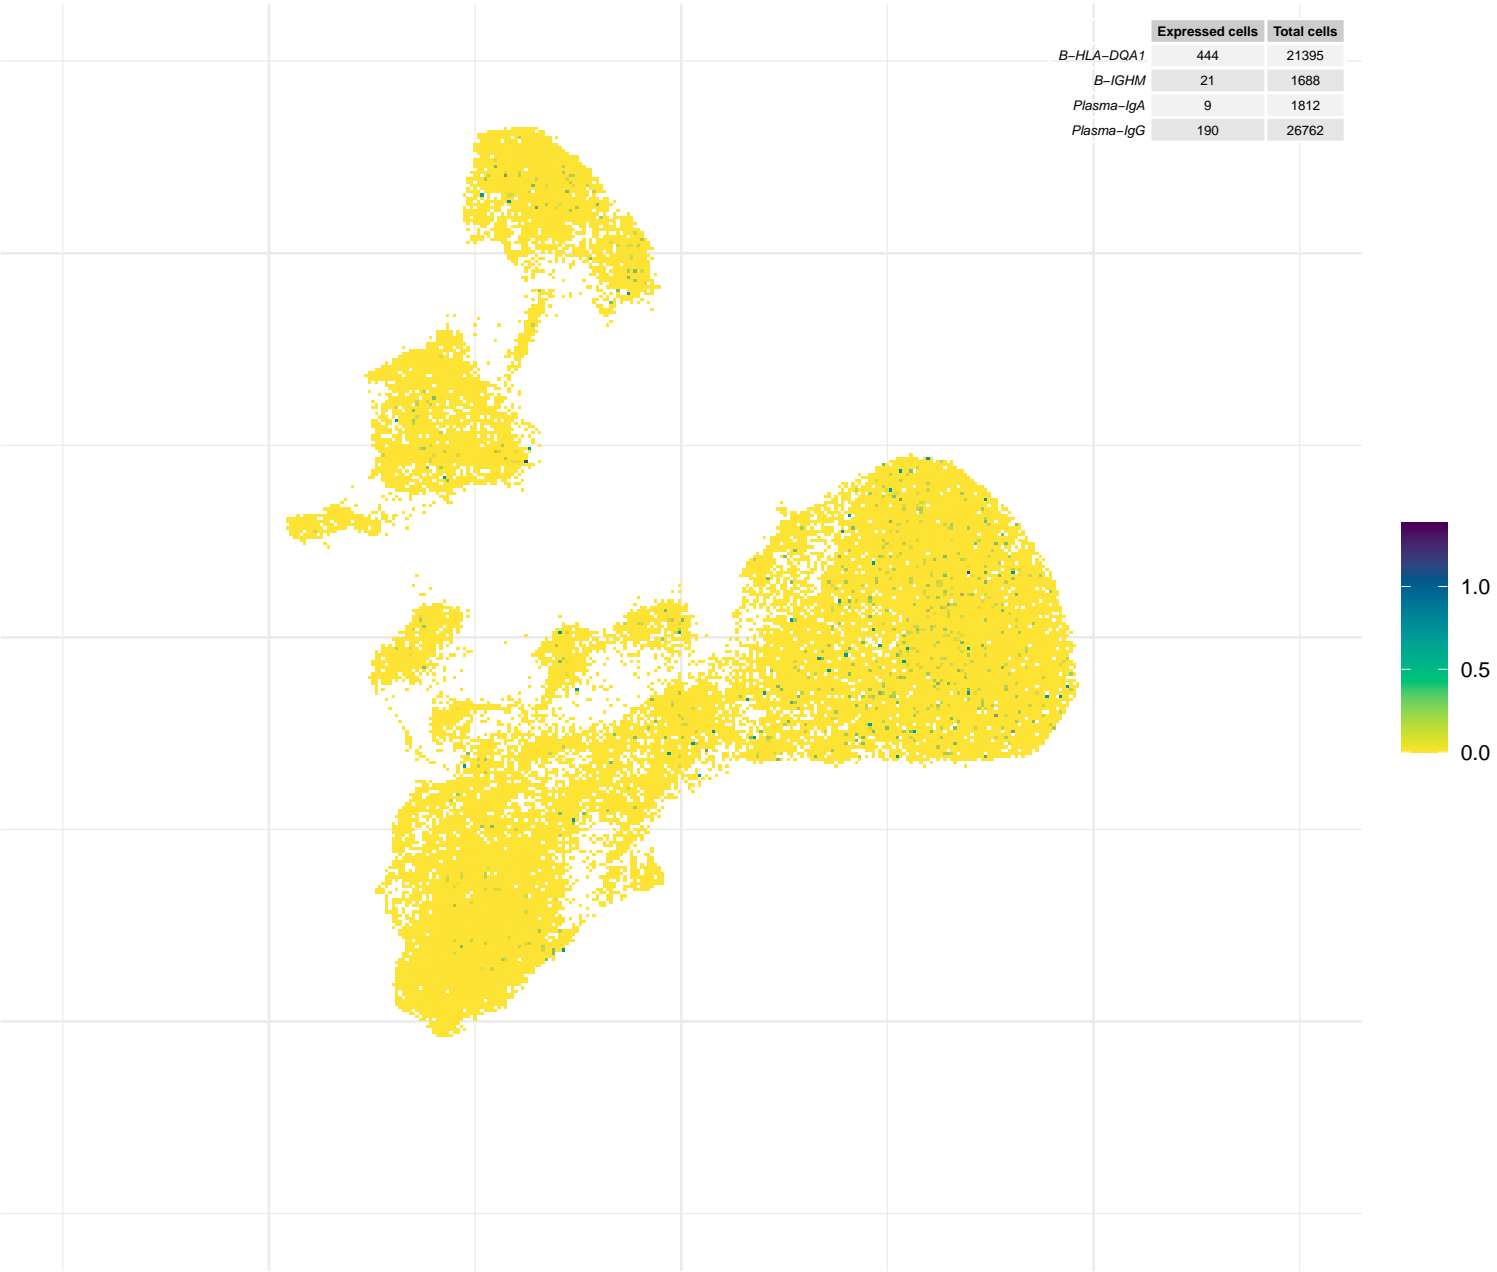 Expressed cells Total cells
B−HLA−DQA1 444 21395
B−IGHM 21 1688
Plasma−IgA 9 1812
Plasma−IgG 190 26762
1.0
0.5
0.0